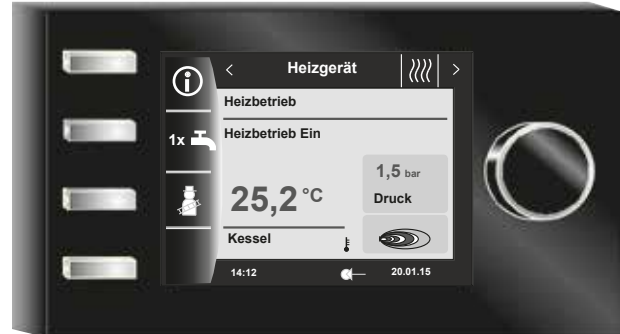 < Heizgerät >
Heizbetrieb
1x
Heizbetrieb Ein
1,5 bar
Druck
25,2 °C
Kessel
14:12 20.01.15